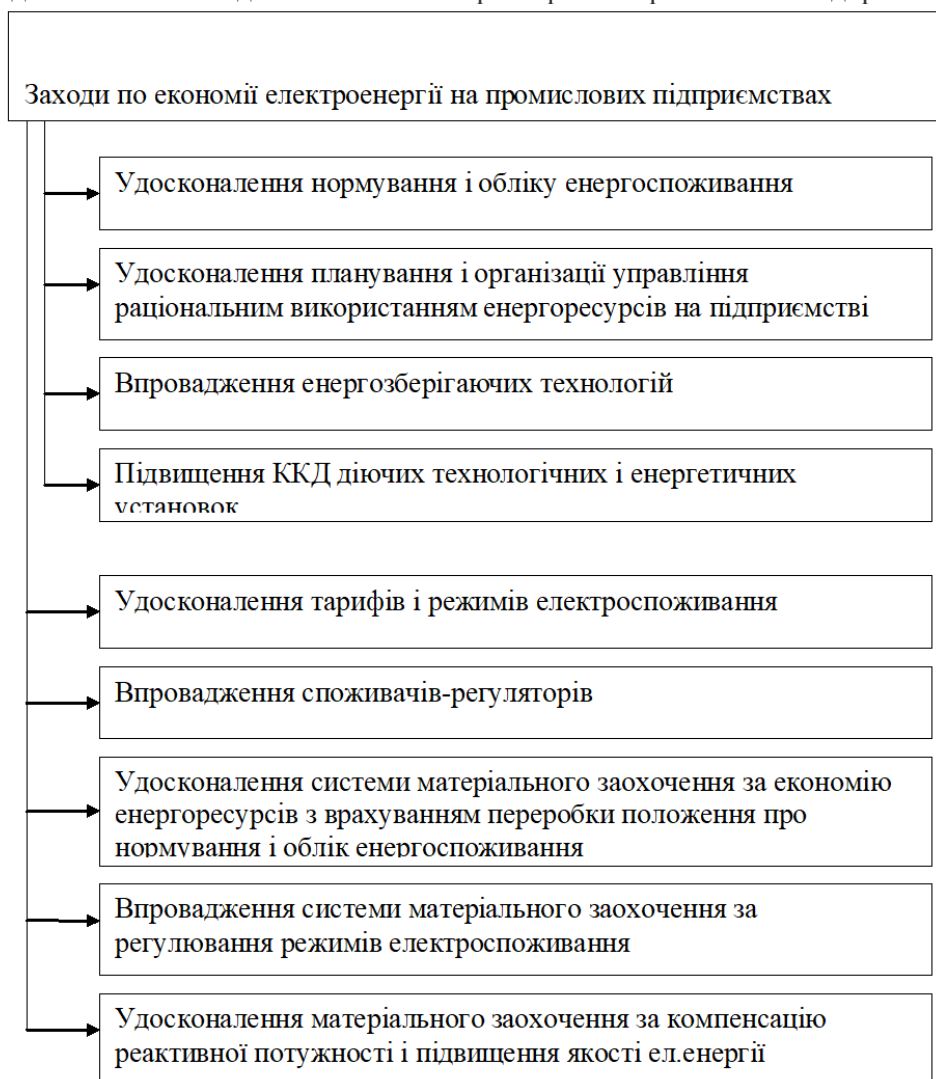 Заходи по економії електроенергії на промислових підприємствах
Удосконалення нормування і обліку енергоспоживання
Удосконалення планування і організації управління
раціональним використанням енергоресурсів на підприємстві
Впровадження енергозберігаючих технологій
Підвищення ККД діючих технологічних і енергетичних
установок
Удосконалення тарифів і режимів електроспоживання
Впровадження споживачів-регуляторів
Удосконалення системи матеріального заохочення за економію
енергоресурсів з врахуванням переробки положення про
нормування і облік енергоспоживання
Впровадження системи матеріального заохочення за
регулювання режимів електроспоживання
Удосконалення матеріального заохочення за компенсацію
реактивної потужності і підвищення якості ел.енергії